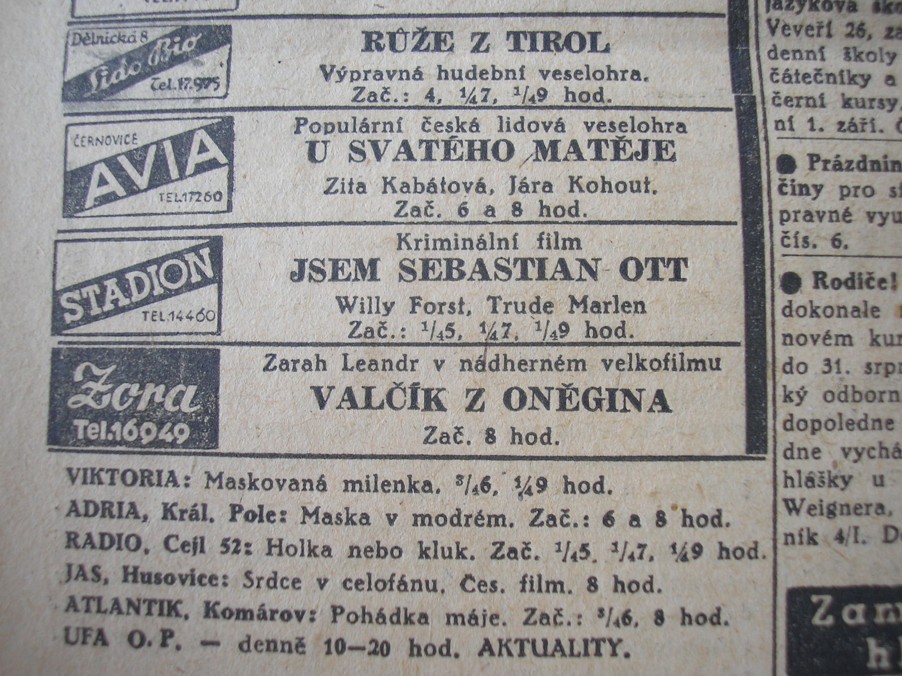 Dělnická 8
Lido Bio
Tel. 17.975
RŮŽE Z TIROL
Výpravná hudební veselohra.
Zač.: 4, ¼7, ¼9 hod.
ČERNOVICE
AVIA
TEL.17260
Populární česká lidová veselohra
U SVATÉHO MATĚJE
Zita Kabátová, Jára Kohout.
Zač. 6 a 8 hod.
STADION
TEL.14460
Kriminální film
JSEM SEBASTIAN OTT
Willy Forst, Trude Marlen
Zač.: ¼5, ¼7, ¼9 hod.
Zora
Tel.16949
Zarah Leandr v nádherném velkofilmu
VALČÍK Z ONĚGINA
Zač. 8 hod.
VIKTORIA: Maskovaná milenka. ¾6, ¼9 hod.
ADRIA, Král. Pole: Maska v modrém. Zač.: 6 a 8 hod.
RADIO, Cejl 52: Holka nebo kluk. Zač. ¼5, ¼7, ¼9 hod.
JAS, Husovice: Srdce v celofánu. Čes. film. 8 hod.
ATLANTIK, Komárov: Pohádka máje. Zač.: ¾6, 8 hod.
UFA O. P. — denně 10—20 hod. AKTUALITY.
jazyková
Veveří 26,
denní školy
čátečníky a
černí kursy,
ní 1. září.
● Prázdnin
činy pro
pravné vyu
čís. 6.
● Rodiče!
dokonale
novém kur
do 31. srpn
ký odborn
dopoledne
dne vychá
hlášky u
Weignera,
ník 4/I.